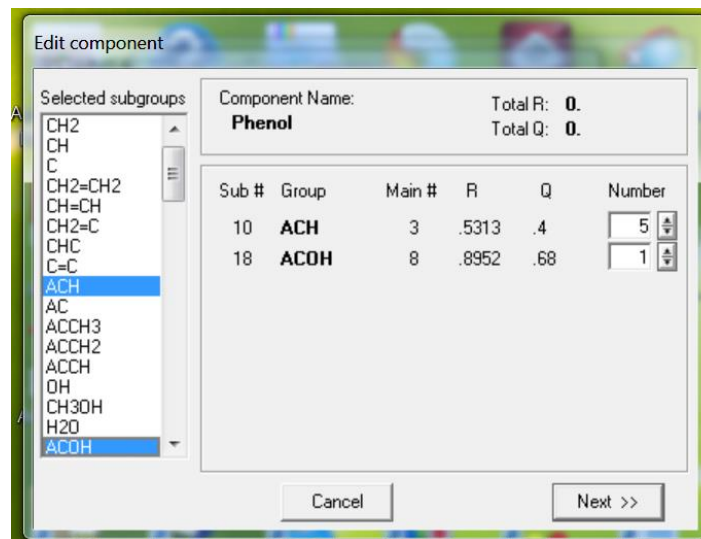 Edit component
Selected subgroups
CH2
CH
C
CH2=CH2
CH=CH
CH2=C
CHC
C=C
ACH
AC
ACCH3
ACCH2
ACCH
OH
CH3OH
H2O
ACOH
Component Name:
Phenol
Total R: 0.
Total Q: 0.
Sub # Group Main # R Q Number
10 ACH 3 .5313 .4 5
18 ACOH 8 .8952 .68 1
Cancel
Next >>